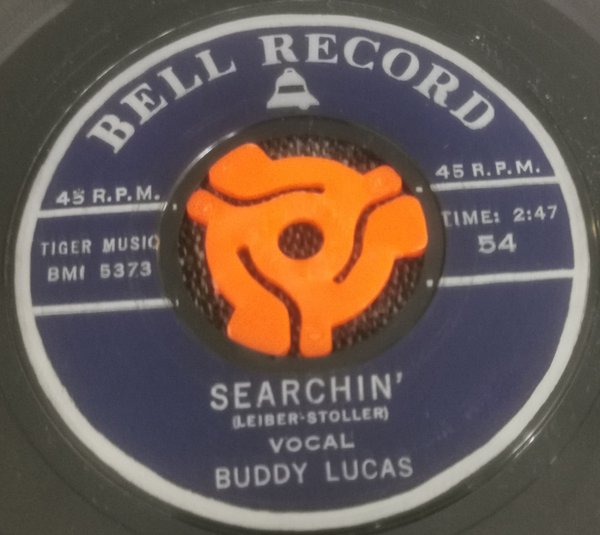 BELL RECORD
45 R.P.M.
45 R.P.M.
TIGER MUSIC
BMI 5373
TIME: 2:47
54
SEARCHIN'
(LEIBER-STOLLER)
VOCAL
BUDDY LUCAS